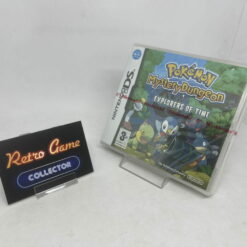 Retro Game
COLLECTOR
NINTENDO DS
POKéMON
Mystery Dungeon
EXPLORERS OF TIME
3